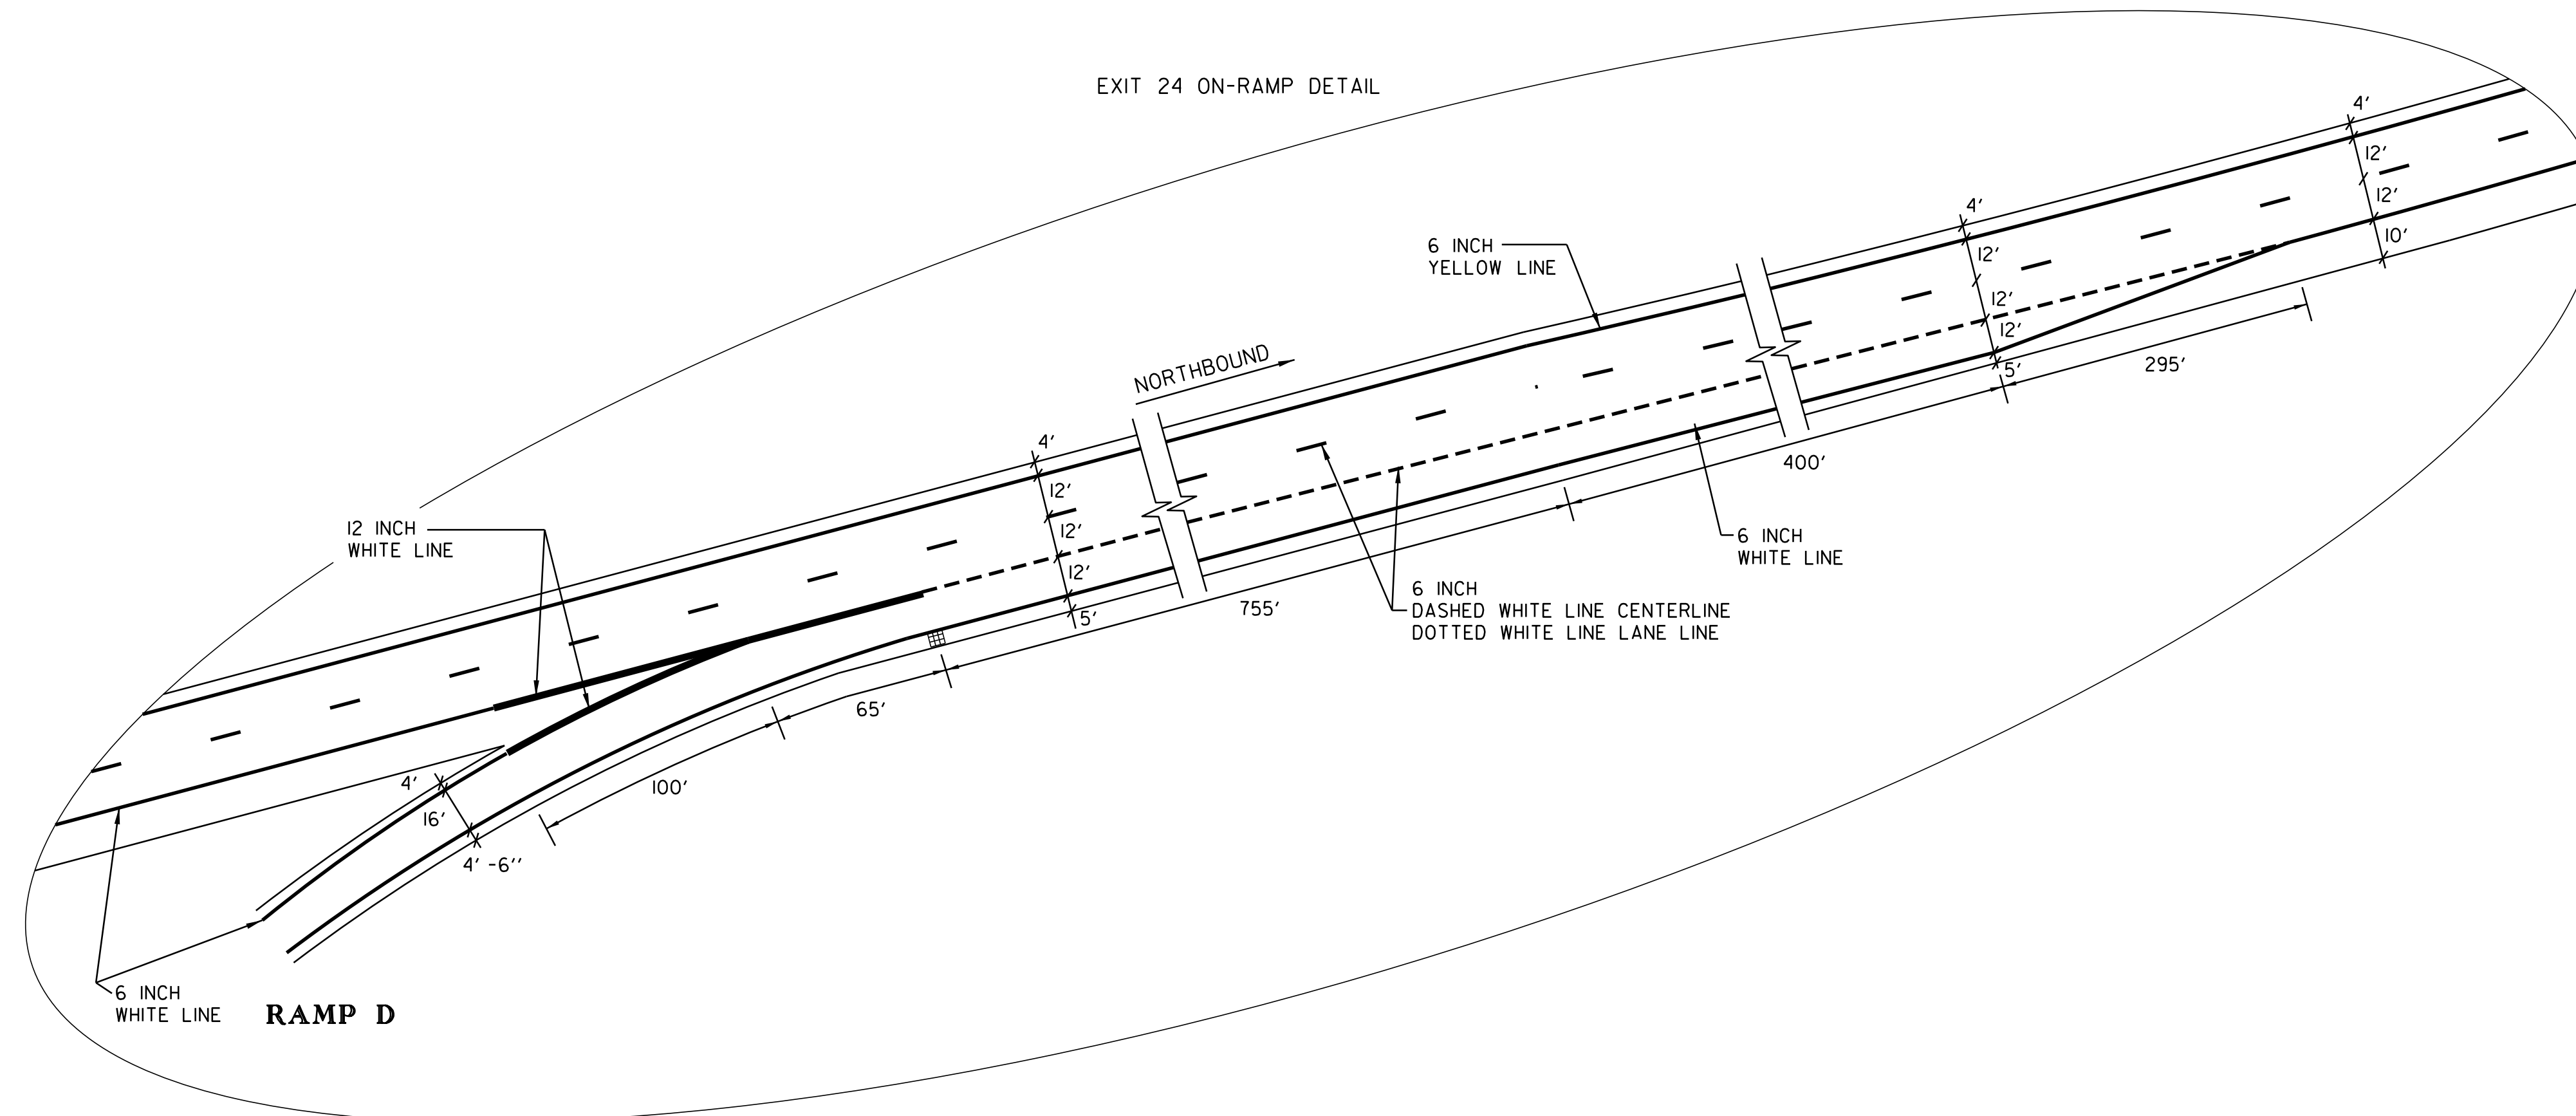 EXIT 24 ON-RAMP DETAIL
4'
12'
12'
10'
4'
12'
12'
12'
5'
295'
6 INCH
YELLOW LINE
NORTHBOUND
400'
4'
12'
12'
12'
5'
755'
6 INCH
WHITE LINE
6 INCH
DASHED WHITE LINE CENTERLINE
DOTTED WHITE LINE LANE LINE
12 INCH
WHITE LINE
65'
100'
4'
16'
4' -6''
6 INCH
WHITE LINE
RAMP D